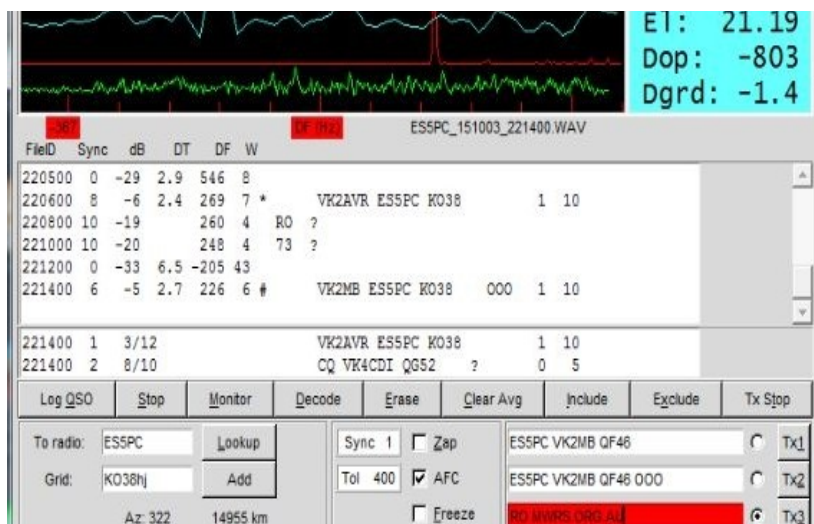 ET: 21.19
Dop: -803
Dgrd: -1.4
-367
DF (Hz)
ES5PC_151003_221400.WAV
FileID Sync dB DT DF W
220500 0 -29 2.9 546 8
220600 8 -6 2.4 269 7 * VK2AVR ES5PC KO38 1 10
220800 10 -19 260 4 RO ?
221000 10 -20 248 4 73 ?
221200 0 -33 6.5 -205 43
221400 6 -5 2.7 226 6 # VK2MB ES5PC KO38 OOO 1 10
221400 1 3/12 VK2AVR ES5PC KO38 1 10
221400 2 8/10 CQ VK4CDI QG52 ? 0 5
Log QSO Stop Monitor Decode Erase Clear Avg Include Exclude Tx Stop
To radio: ES5PC Lookup Sync 1 Zap ES5PC VK2MB QF46 Tx1
Grid: KO38hj Add Tol 400 AFC ES5PC VK2MB QF46 OOO Tx2
Az: 322 14955 km Freeze RO MWRS.ORG.AU Tx3